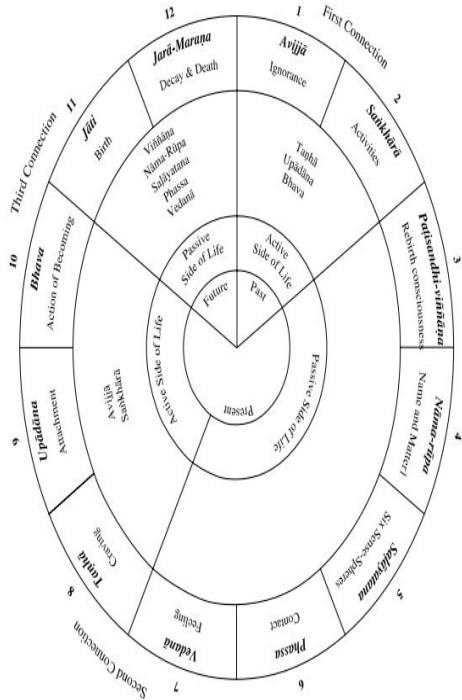 First Connection
1
Avijjā
Ignorance
2
Saṅkhārā
Activities
3
Paṭisandhi-viññāṇa
Rebirth consciousness
4
Nāma-rūpa
Name and Matterl
5
Saḷāyatana
Six Sense-Spheres
6
Phassa
Contact
7
Vedanā
Feeling
Second Connection
8
Taṇhā
Craving
9
Upādāna
Attachment
10
Bhava
Action of Becoming
Third Connection
11
Jāti
Birth
12
Jarā-Maraṇa
Decay & Death
Taṇhā
Upādāna
Bhava
Viññāṇa
Nāma-Rūpa
Saḷāyatana
Phassa
Vedanā
Avijjā
Saṅkhārā
Active
Side of Life
Passive
Side of Life
Passive Side of Life
Active Side of Life
Past
Future
Present